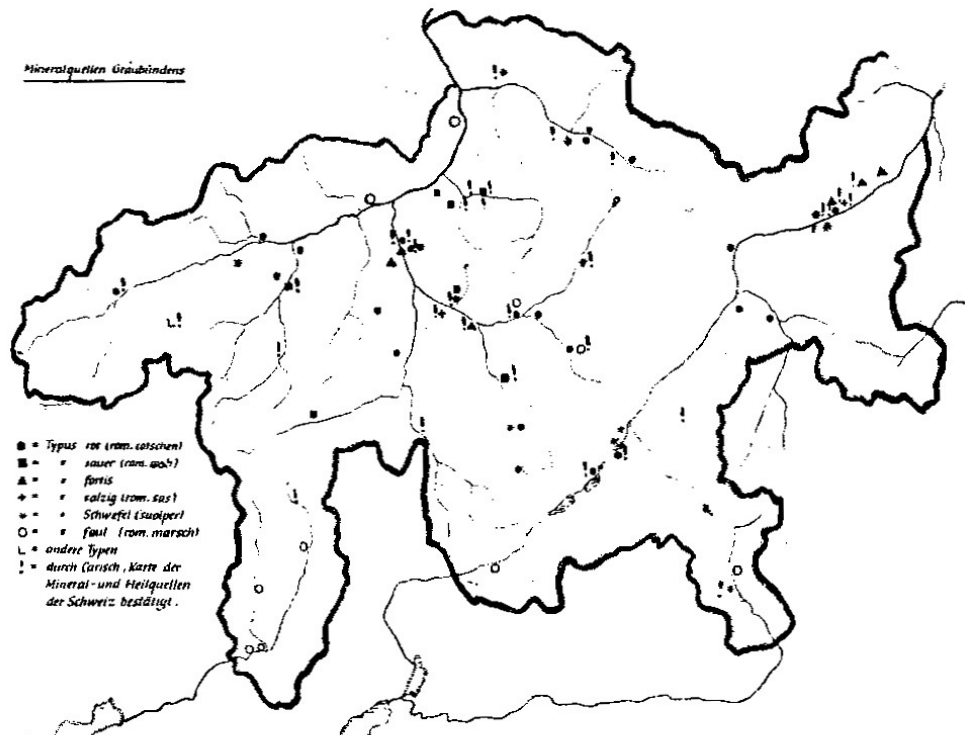 Mineralquellen Graubündens
● = Typus rot (rom. cotschen)
■ = " sauer (rom. asch)
▲ = " fortis
+ = " salzig (rom. sas)
* = " Schwefel (suolper)
○ = " faul (rom. marsch)
L = andere Typen
! = durch Carisch, Karte der
Mineral- und Heilquellen
der Schweiz bestätigt.